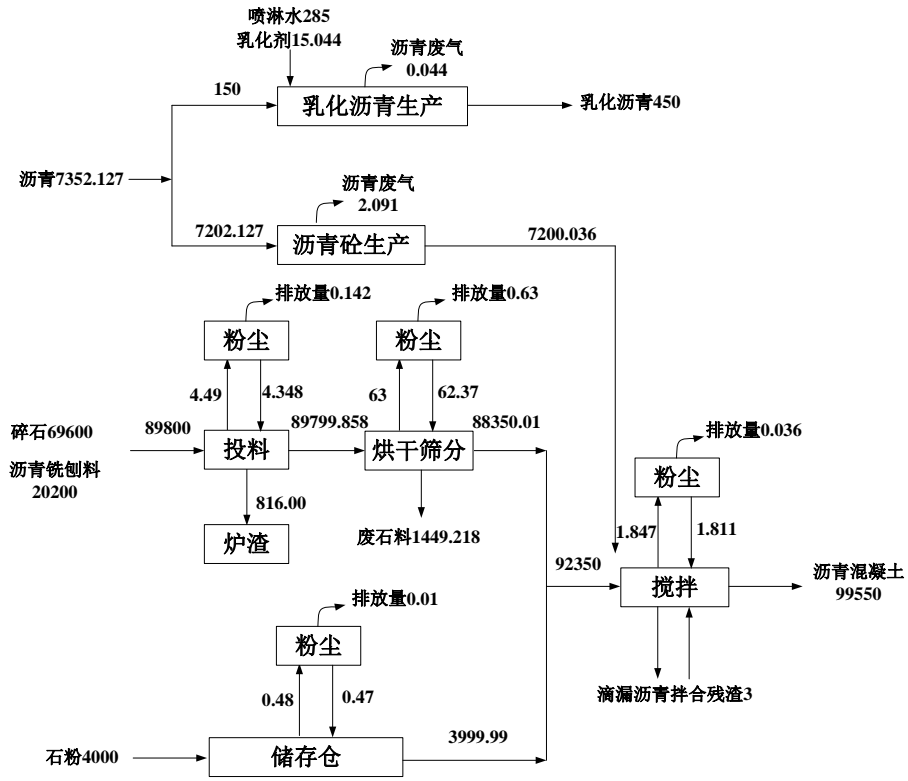 喷淋水285
乳化剂15.044
沥青废气
0.044
150
乳化沥青生产
乳化沥青450
沥青7352.127
沥青废气
2.091
7202.127
沥青砼生产
7200.036
排放量0.142
粉尘
4.49
4.348
排放量0.63
粉尘
63
62.37
碎石69600
沥青铣刨料
20200
89800
投料
89799.858
烘干筛分
88350.01
816.00
炉渣
废石料1449.218
排放量0.036
粉尘
1.847
1.811
92350
搅拌
沥青混凝土
99550
滴漏沥青拌合残渣3
排放量0.01
粉尘
0.48
0.47
石粉4000
储存仓
3999.99